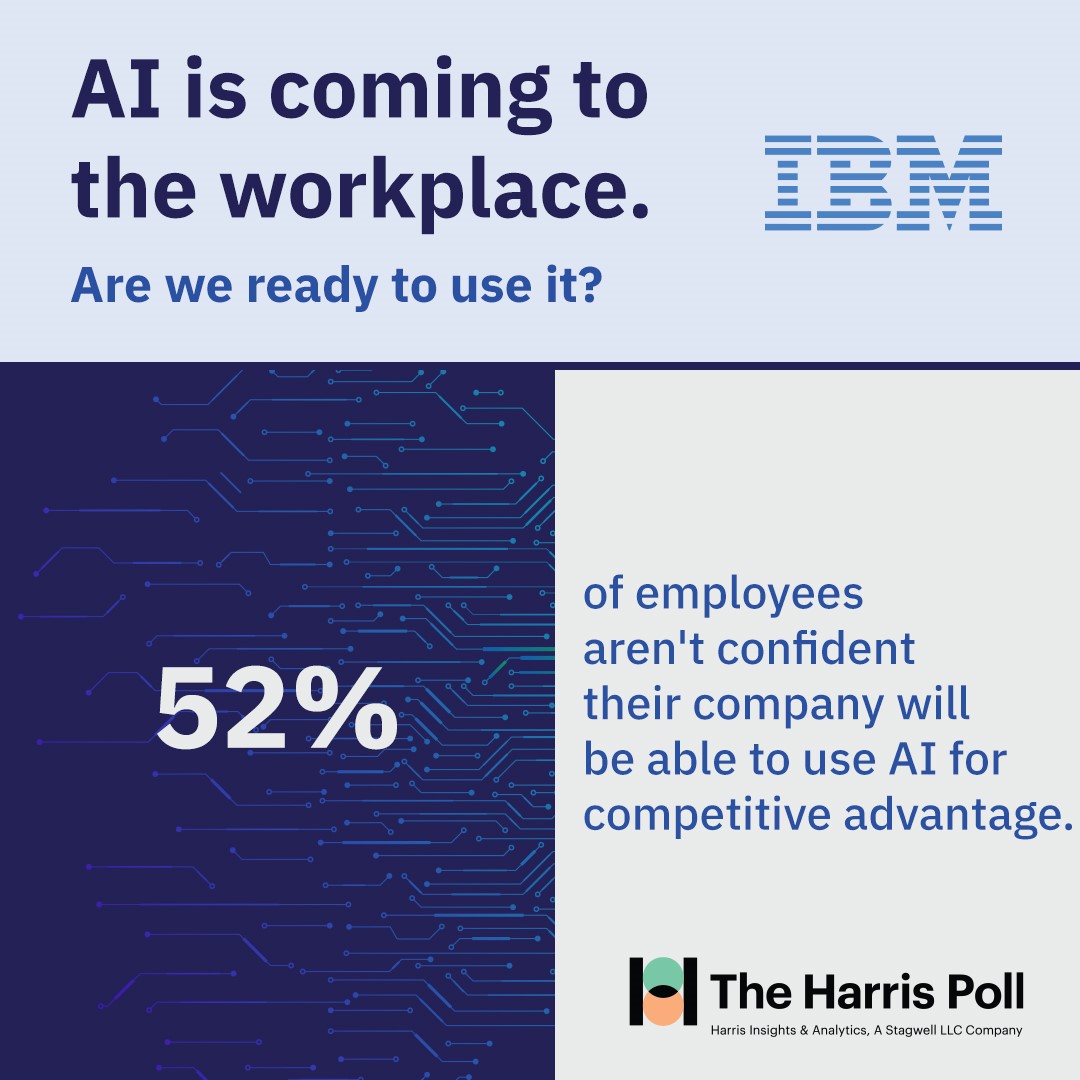 AI is coming to
the workplace.
IBM
Are we ready to use it?
52%
of employees
aren't confident
their company will
be able to use AI for
competitive advantage.
The Harris Poll
Harris Insights & Analytics, A Stagwell LLC Company